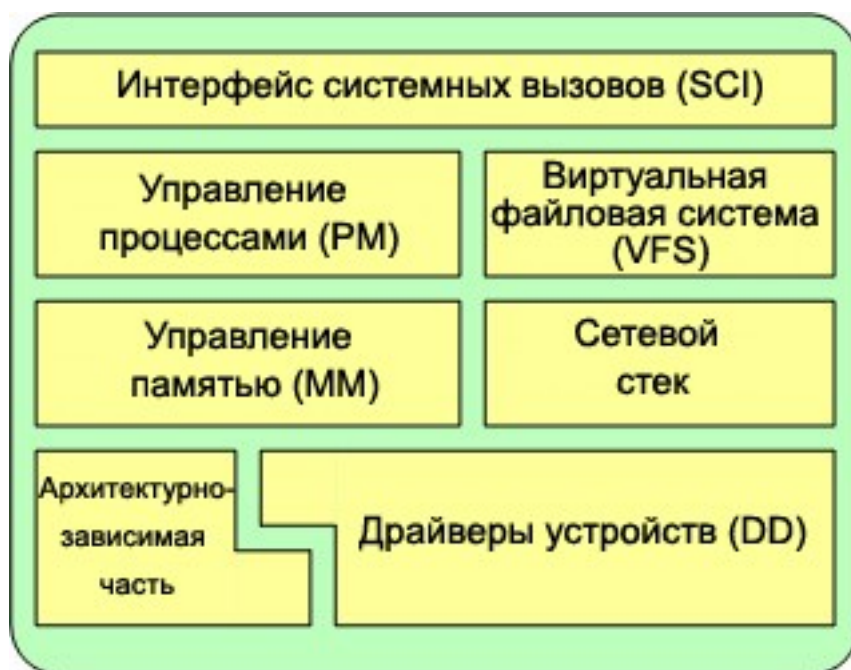 Интерфейс системных вызовов (SCI)
Управление
процессами (PM)
Виртуальная
файловая система
(VFS)
Управление
памятью (MM)
Сетевой
стек
Архитектурно-
зависимая
часть
Драйверы устройств (DD)